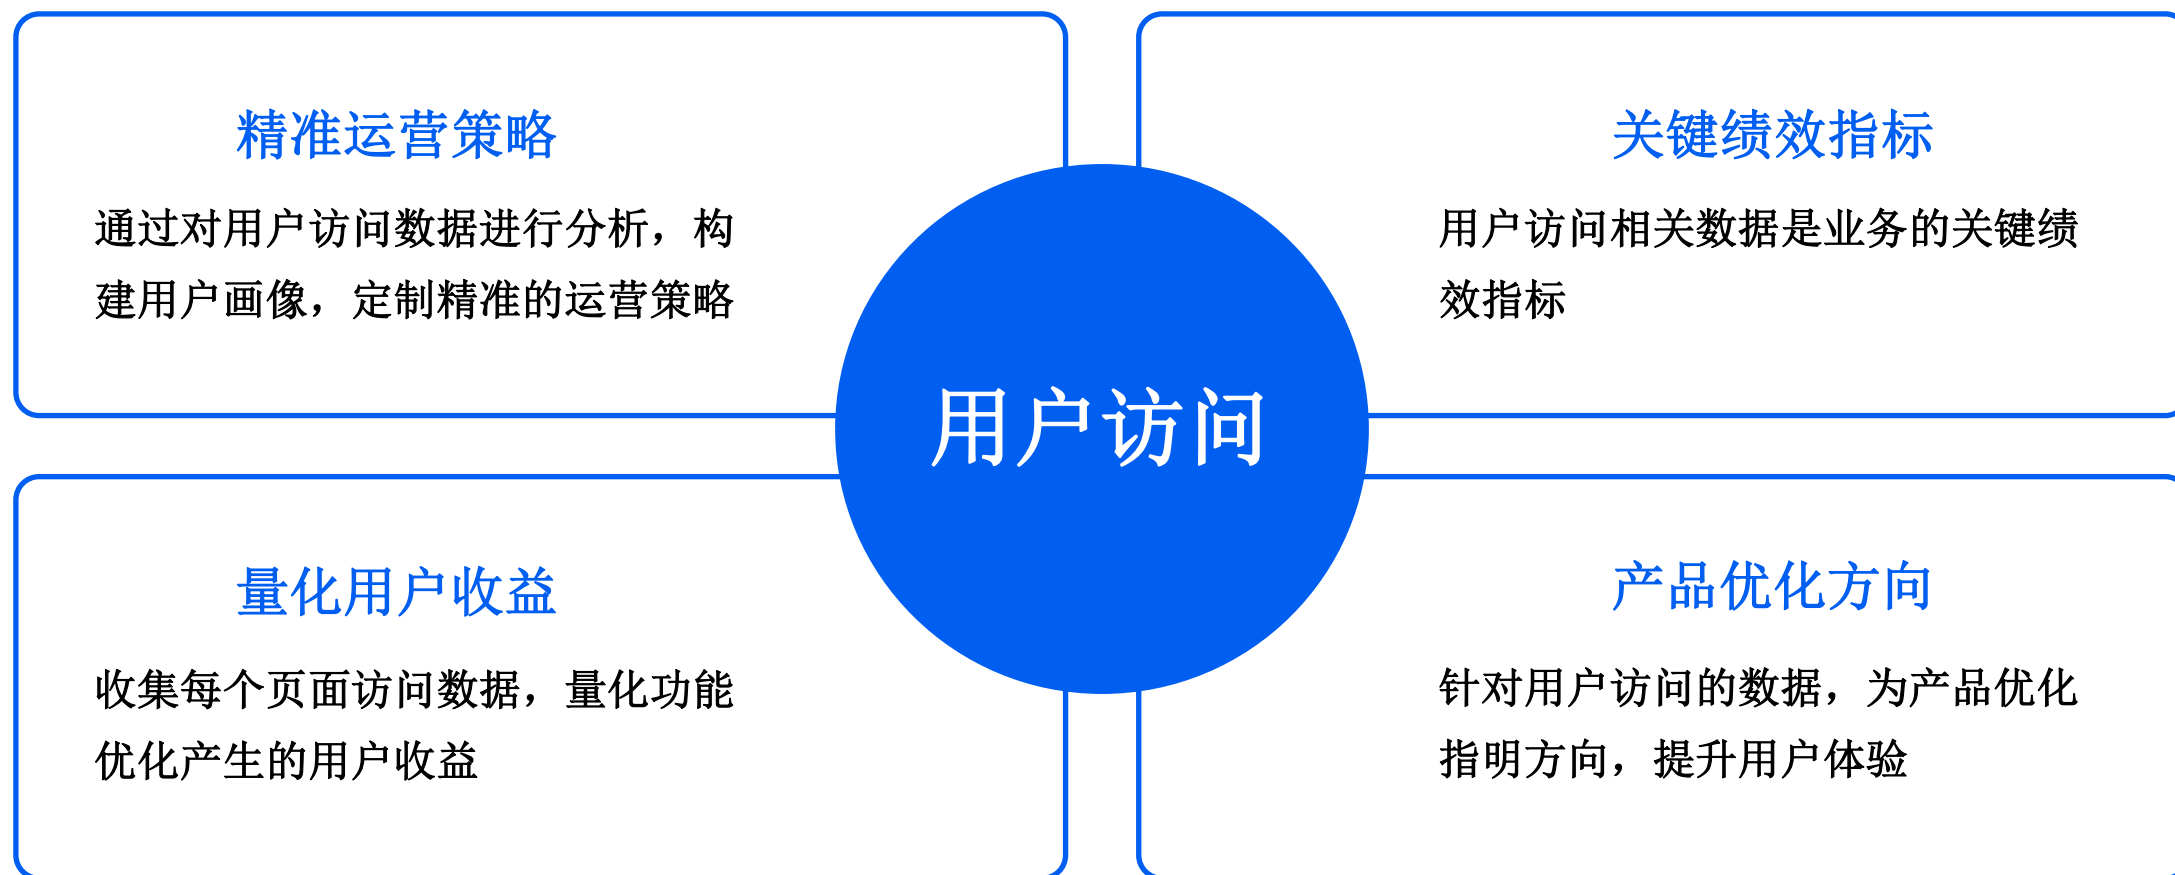 精准运营策略
通过对用户访问数据进行分析，构
建用户画像，定制精准的运营策略
关键绩效指标
用户访问相关数据是业务的关键绩
效指标
用户访问
量化用户收益
收集每个页面访问数据，量化功能
优化产生的用户收益
产品优化方向
针对用户访问的数据，为产品优化
指明方向，提升用户体验